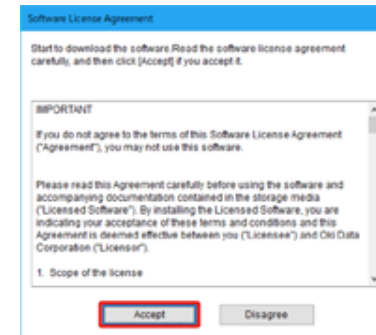 Software License Agreement
Start to download the software.Read the software license agreement
carefully, and then click [Accept] if you accept it.
IMPORTANT
If you do not agree to the terms of this Software License Agreement
("Agreement"), you may not use this software.
Please read this Agreement carefully before using the software and
accompanying documentation contained in the storage media
("Licensed Software"). By installing the Licensed Software, you are
indicating your acceptance of these terms and conditions and this
Agreement is deemed effective between you ("Licensee") and Oki Data
Corporation ("Licensor").
1. Scope of the license
Accept
Disagree